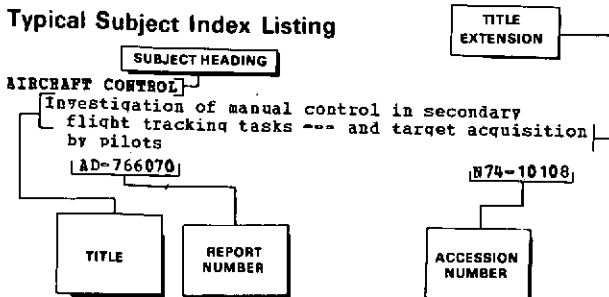 Typical Subject Index Listing
TITLE
EXTENSION
SUBJECT HEADING
AIRCRAFT CONTROL
Investigation of manual control in secondary
flight tracking tasks --- and target acquisition
by pilots
AD-766070
N74-10108
TITLE
REPORT
NUMBER
ACCESSION
NUMBER